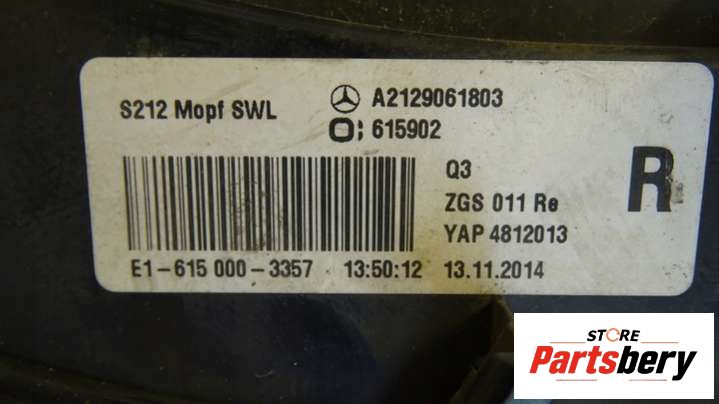 S212 Mopf SWL
A2129061803
615902
Q3
ZGS 011 Re
YAP 4812013
R
E1-615 000-3357 13:50:12 13.11.2014
STORE
Partsbery